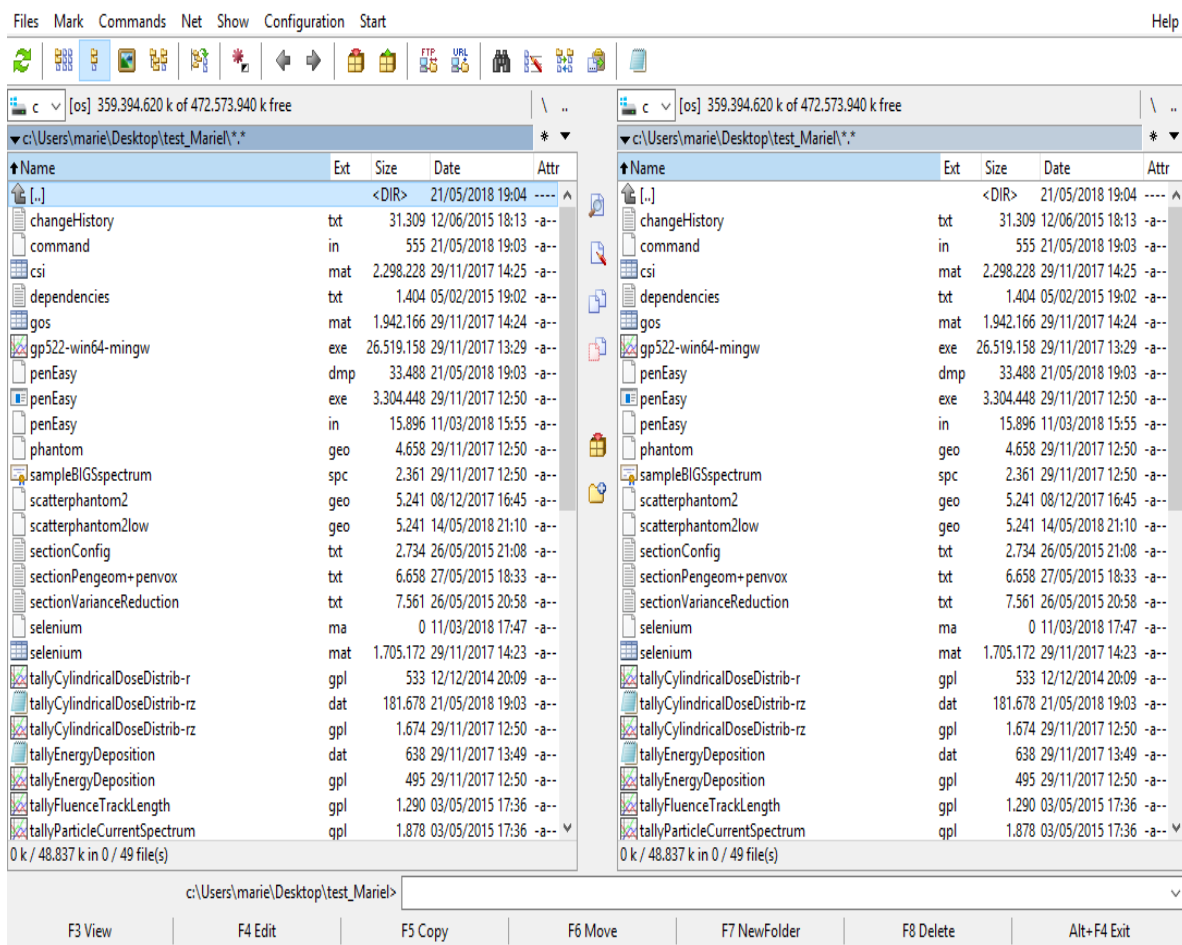 Files Mark Commands Net Show Configuration Start Help
FTP URL
c [os] 359.394.620 k of 472.573.940 k free \ .. c [os] 359.394.620 k of 472.573.940 k free \ ..
c:\Users\marie\Desktop\test_Mariel\*.* * c:\Users\marie\Desktop\test_Mariel\*.* *
Name Ext Size Date Attr Name Ext Size Date Attr
[..] <DIR> 21/05/2018 19:04 ---- [..] <DIR> 21/05/2018 19:04 ----
changeHistory txt 31.309 12/06/2015 18:13 -a-- changeHistory txt 31.309 12/06/2015 18:13 -a--
command in 555 21/05/2018 19:03 -a-- command in 555 21/05/2018 19:03 -a--
csi mat 2.298.228 29/11/2017 14:25 -a-- csi mat 2.298.228 29/11/2017 14:25 -a--
dependencies txt 1.404 05/02/2015 19:02 -a-- dependencies txt 1.404 05/02/2015 19:02 -a--
gos mat 1.942.166 29/11/2017 14:24 -a-- gos mat 1.942.166 29/11/2017 14:24 -a--
gp522-win64-mingw exe 26.519.158 29/11/2017 13:29 -a-- gp522-win64-mingw exe 26.519.158 29/11/2017 13:29 -a--
penEasy dmp 33.488 21/05/2018 19:03 -a-- penEasy dmp 33.488 21/05/2018 19:03 -a--
penEasy exe 3.304.448 29/11/2017 12:50 -a-- penEasy exe 3.304.448 29/11/2017 12:50 -a--
penEasy in 15.896 11/03/2018 15:55 -a-- penEasy in 15.896 11/03/2018 15:55 -a--
phantom geo 4.658 29/11/2017 12:50 -a-- phantom geo 4.658 29/11/2017 12:50 -a--
sampleBIGSspectrum spc 2.361 29/11/2017 12:50 -a-- sampleBIGSspectrum spc 2.361 29/11/2017 12:50 -a--
scatterphantom2 geo 5.241 08/12/2017 16:45 -a-- scatterphantom2 geo 5.241 08/12/2017 16:45 -a--
scatterphantom2low geo 5.241 14/05/2018 21:10 -a-- scatterphantom2low geo 5.241 14/05/2018 21:10 -a--
sectionConfig txt 2.734 26/05/2015 21:08 -a-- sectionConfig txt 2.734 26/05/2015 21:08 -a--
sectionPengeom+penvox txt 6.658 27/05/2015 18:33 -a-- sectionPengeom+penvox txt 6.658 27/05/2015 18:33 -a--
sectionVarianceReduction txt 7.561 26/05/2015 20:58 -a-- sectionVarianceReduction txt 7.561 26/05/2015 20:58 -a--
selenium ma 0 11/03/2018 17:47 -a-- selenium ma 0 11/03/2018 17:47 -a--
selenium mat 1.705.172 29/11/2017 14:23 -a-- selenium mat 1.705.172 29/11/2017 14:23 -a--
tallyCylindricalDoseDistrib-r gpl 533 12/12/2014 20:09 -a-- tallyCylindricalDoseDistrib-r gpl 533 12/12/2014 20:09 -a--
tallyCylindricalDoseDistrib-rz dat 181.678 21/05/2018 19:03 -a-- tallyCylindricalDoseDistrib-rz dat 181.678 21/05/2018 19:03 -a--
tallyCylindricalDoseDistrib-rz gpl 1.674 29/11/2017 12:50 -a-- tallyCylindricalDoseDistrib-rz gpl 1.674 29/11/2017 12:50 -a--
tallyEnergyDeposition dat 638 29/11/2017 13:49 -a-- tallyEnergyDeposition dat 638 29/11/2017 13:49 -a--
tallyEnergyDeposition gpl 495 29/11/2017 12:50 -a-- tallyEnergyDeposition gpl 495 29/11/2017 12:50 -a--
tallyFluenceTrackLength gpl 1.290 03/05/2015 17:36 -a-- tallyFluenceTrackLength gpl 1.290 03/05/2015 17:36 -a--
tallyParticleCurrentSpectrum gpl 1.878 03/05/2015 17:36 -a-- tallyParticleCurrentSpectrum gpl 1.878 03/05/2015 17:36 -a--
0 k / 48.837 k in 0 / 49 file(s) 0 k / 48.837 k in 0 / 49 file(s)
c:\Users\marie\Desktop\test_Mariel>
F3 View F4 Edit F5 Copy F6 Move F7 NewFolder F8 Delete Alt+F4 Exit